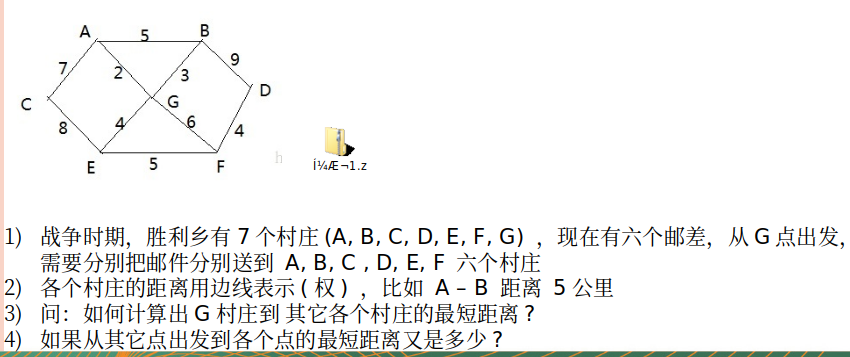 A 5 B
7 2 3 9
C G D
8 4 6 4
E 5 F
h
Í¼Æ¬1.z
1) 战争时期，胜利乡有 7 个村庄 (A, B, C, D, E, F, G) ，现在有六个邮差，从 G 点出发，
需要分别把邮件分别送到 A, B, C , D, E, F 六个村庄
2) 各个村庄的距离用边线表示 ( 权 ) ，比如 A – B 距离 5 公里
3) 问：如何计算出 G 村庄到 其它各个村庄的最短距离 ?
4) 如果从其它点出发到各个点的最短距离又是多少 ?